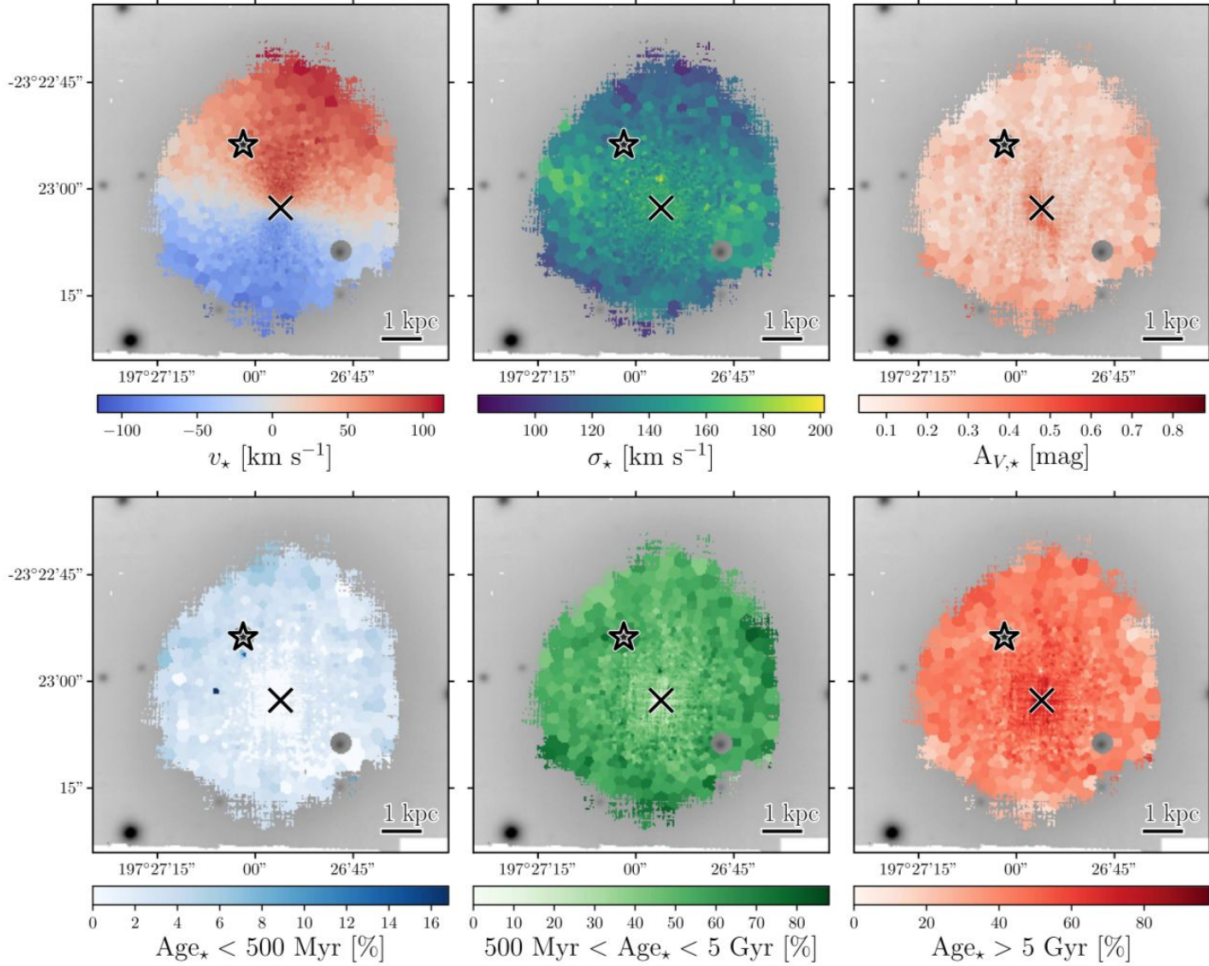 -23°22'45"
23'00"
15"
1 kpc
1 kpc
1 kpc
197°27'15" 00" 26'45"
197°27'15" 00" 26'45"
197°27'15" 00" 26'45"
−100 −50 0 50 100
100 120 140 160 180 200
0.1 0.2 0.3 0.4 0.5 0.6 0.7 0.8
v⋆ [km s⁻¹]
σ⋆ [km s⁻¹]
A_V,⋆ [mag]
-23°22'45"
23'00"
15"
1 kpc
1 kpc
1 kpc
197°27'15" 00" 26'45"
197°27'15" 00" 26'45"
197°27'15" 00" 26'45"
0 2 4 6 8 10 12 14 16
0 10 20 30 40 50 60 70 80
0 20 40 60 80
Age⋆ < 500 Myr [%]
500 Myr < Age⋆ < 5 Gyr [%]
Age⋆ > 5 Gyr [%]